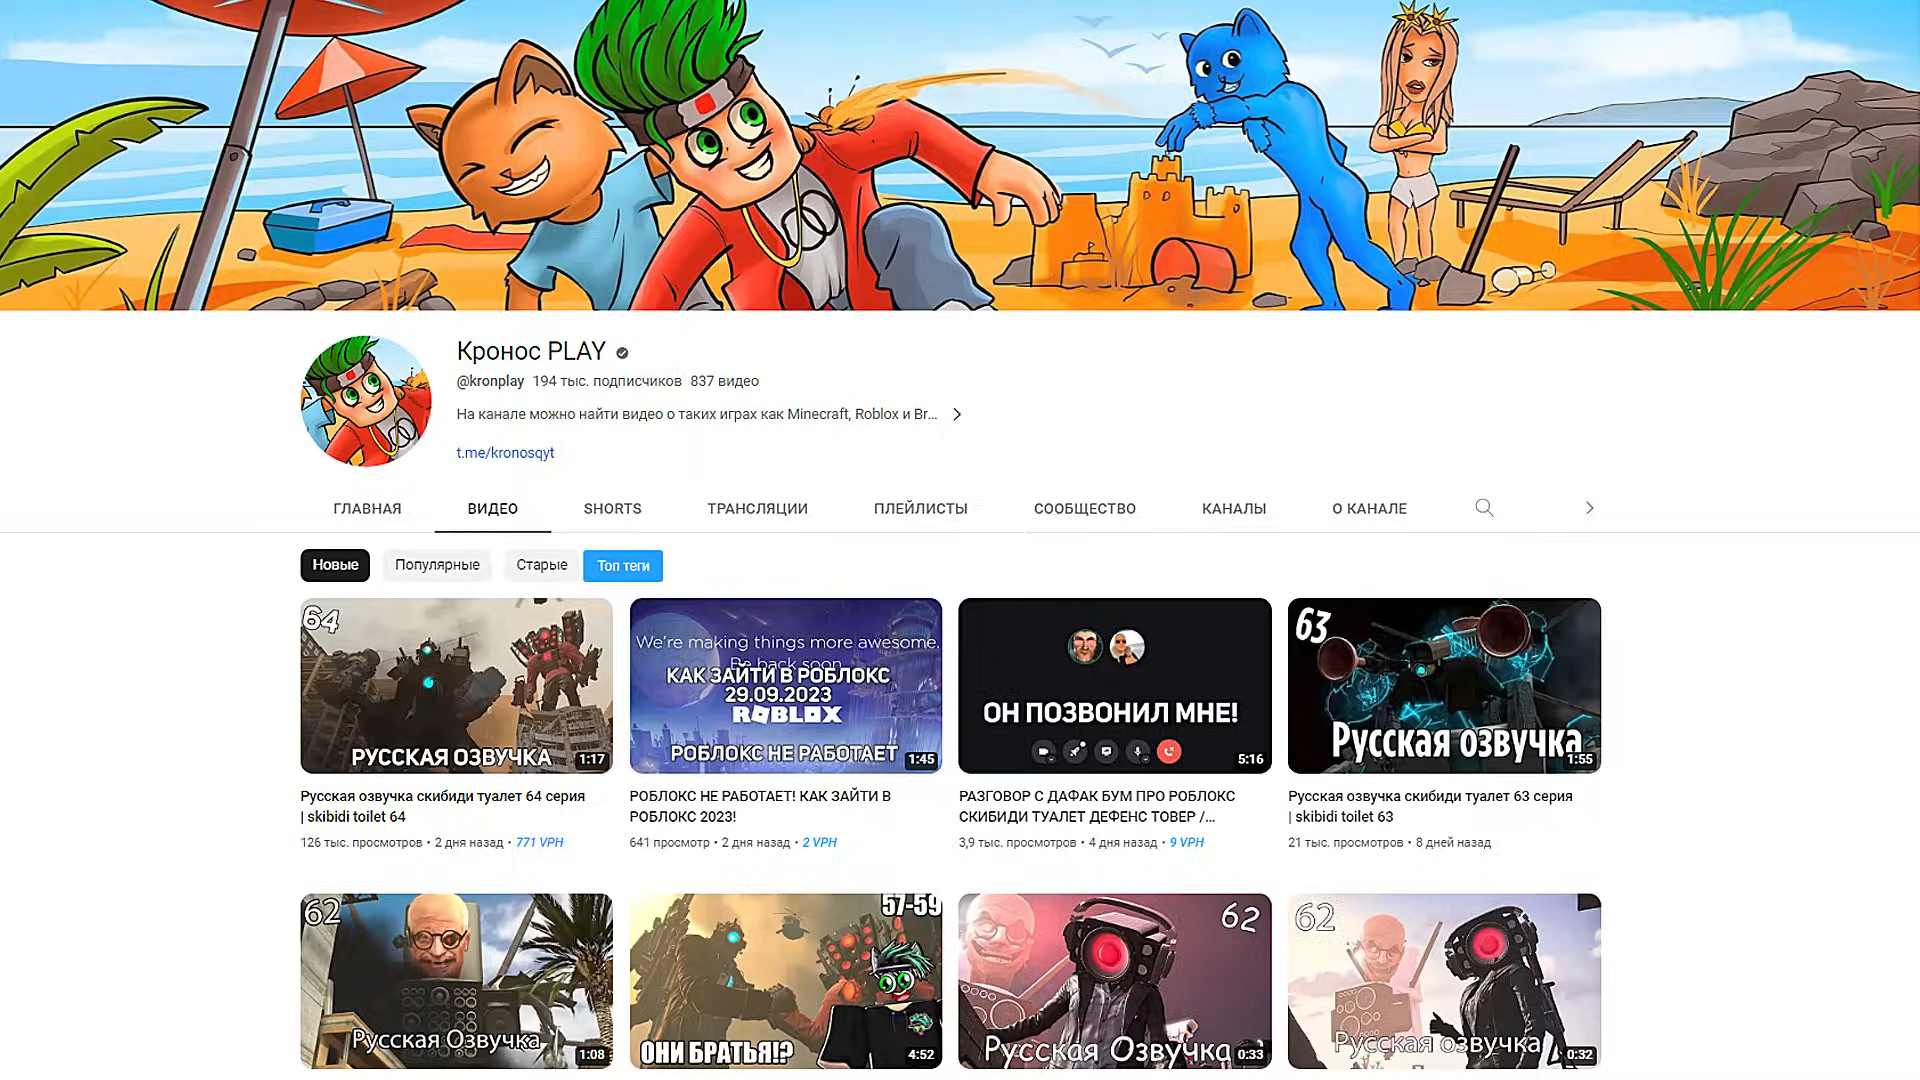 Кронос PLAY
@kronplay 194 тыс. подписчиков 837 видео
На канале можно найти видео о таких играх как Minecraft, Roblox и Br...
t.me/kronosqyt
ГЛАВНАЯ ВИДЕО SHORTS ТРАНСЛЯЦИИ ПЛЕЙЛИСТЫ СООБЩЕСТВО КАНАЛЫ О КАНАЛЕ
Новые Популярные Старые Топ теги
64
РУССКАЯ ОЗВУЧКА
1:17
We're making things more awesome.
Be back soon
КАК ЗАЙТИ В РОБЛОКС
29.09.2023
ROBLOX
РОБЛОКС НЕ РАБОТАЕТ
1:45
ОН ПОЗВОНИЛ МНЕ!
5:16
63
Русская озвучка
1:55
Русская озвучка скибиди туалет 64 серия
| skibidi toilet 64
126 тыс. просмотров • 2 дня назад • 771 VPH
РОБЛОКС НЕ РАБОТАЕТ! КАК ЗАЙТИ В
РОБЛОКС 2023!
641 просмотр • 2 дня назад • 2 VPH
РАЗГОВОР С ДАФАК БУМ ПРО РОБЛОКС
СКИБИДИ ТУАЛЕТ ДЕФЕНС ТОВЕР /...
3,9 тыс. просмотров • 4 дня назад • 9 VPH
Русская озвучка скибиди туалет 63 серия
| skibidi toilet 63
21 тыс. просмотров • 8 дней назад
62
Русская Озвучка
1:08
57-59
ОНИ БРАТЬЯ!?
4:52
62
Русская Озвучка
0:33
62
Русская озвучка
0:32